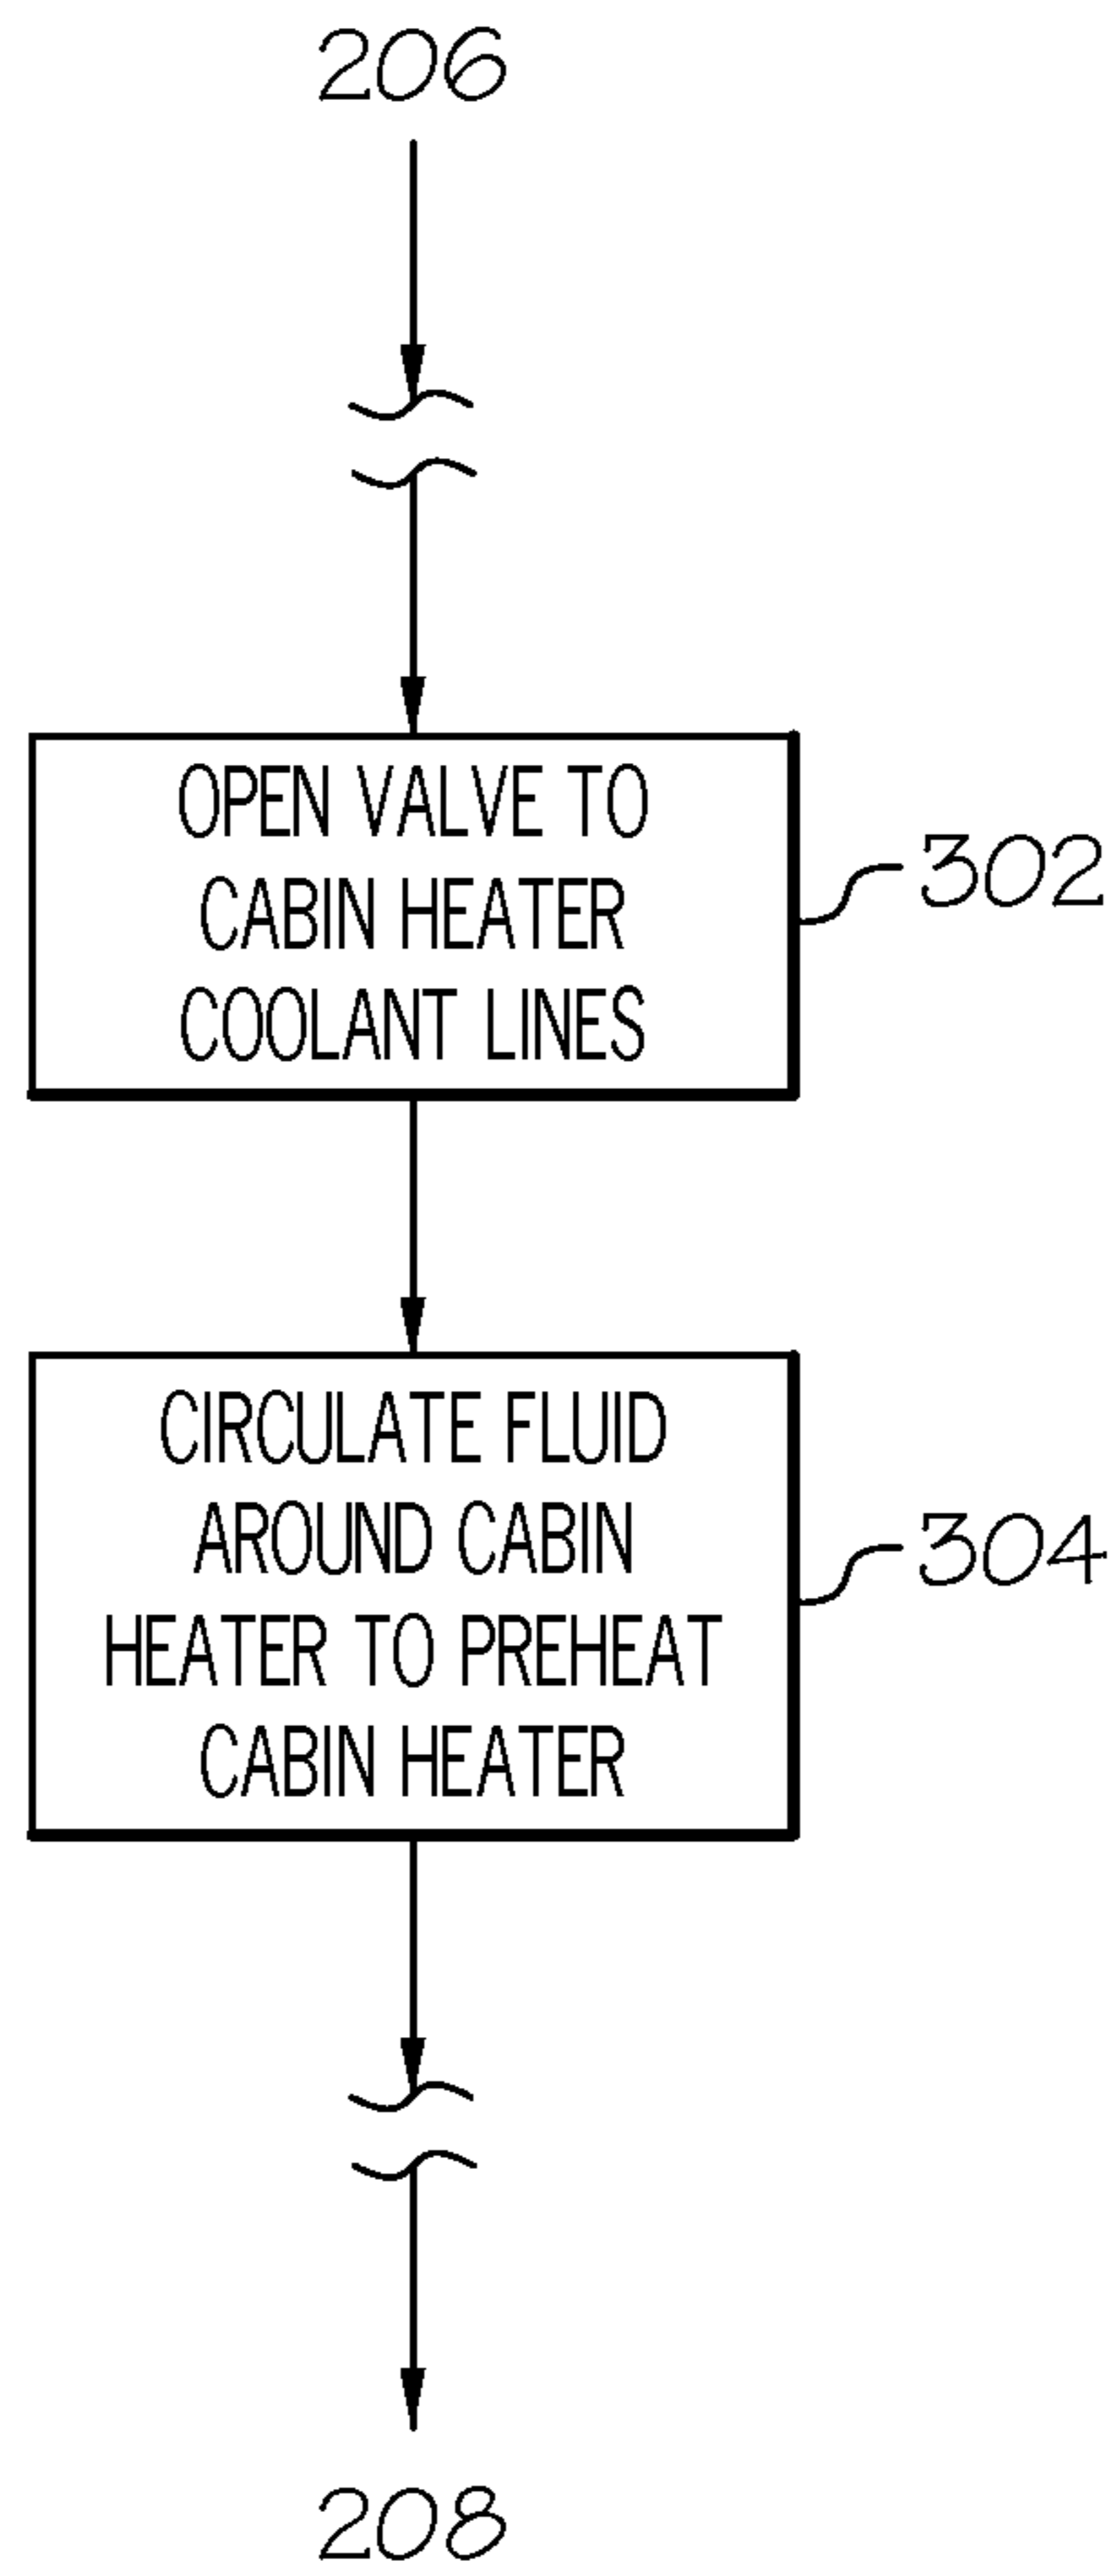 206
OPEN VALVE TO
CABIN HEATER
COOLANT LINES
302
CIRCULATE FLUID
AROUND CABIN
HEATER TO PREHEAT
CABIN HEATER
304
208